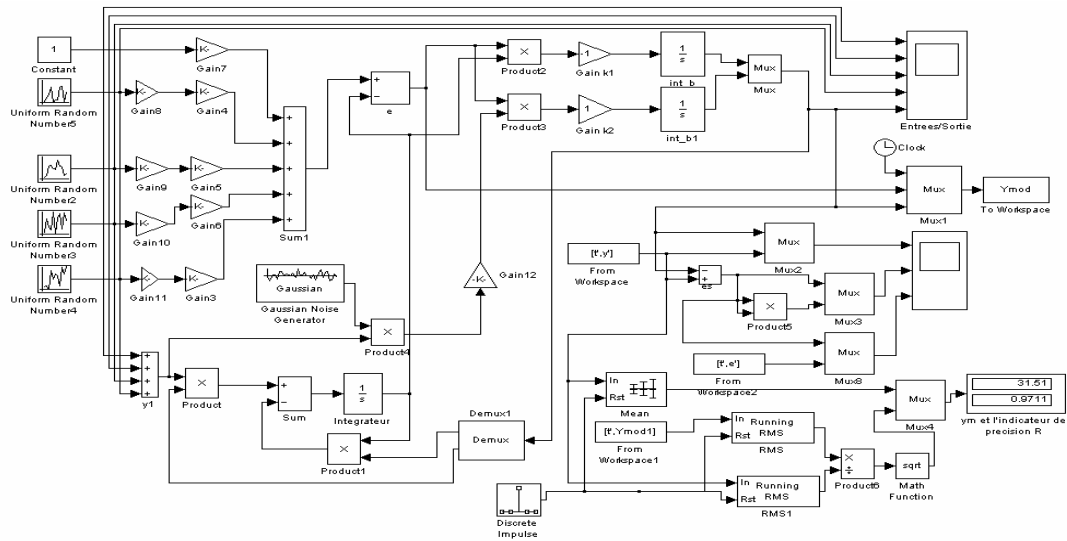 1
Constant
K-
Gain7
Uniform Random
Number5
K-
Gain8
K-
Gain4
Uniform Random
Number2
K-
Gain9
K-
Gain5
Uniform Random
Number3
K-
Gain10
K-
Gain6
Uniform Random
Number4
K-
Gain11
K-
Gain3
+
+
+
+
+
Sum1
+
−
e
×
Product2
-1
Gain k1
1
s
int_b
Mux
Mux
×
Product3
1
Gain k2
1
s
int_b1
Entrees/Sortie
Clock
Mux
Mux1
Ymod
To Workspace
Gaussian
Gaussian Noise
Generator
-K-
Gain12
×
Product4
[t',y']
From
Workspace
Mux
Mux2
−
+
es
×
Product5
Mux
Mux3
[t',e']
From
Workspace2
Mux
Mux8
+
+
+
+
y1
×
Product
+
−
Sum
1
s
Integrateur
×
Product1
Demux1
Demux
In
Rst
Mean
[t',Ymod1]
From
Workspace1
In
Rst
Running
RMS
RMS
In
Rst
Running
RMS
RMS1
×
÷
Product6
sqrt
Math
Function
Mux
Mux4
31.51
0.9711
ym et l'indicateur de
precision R
Discrete
Impulse